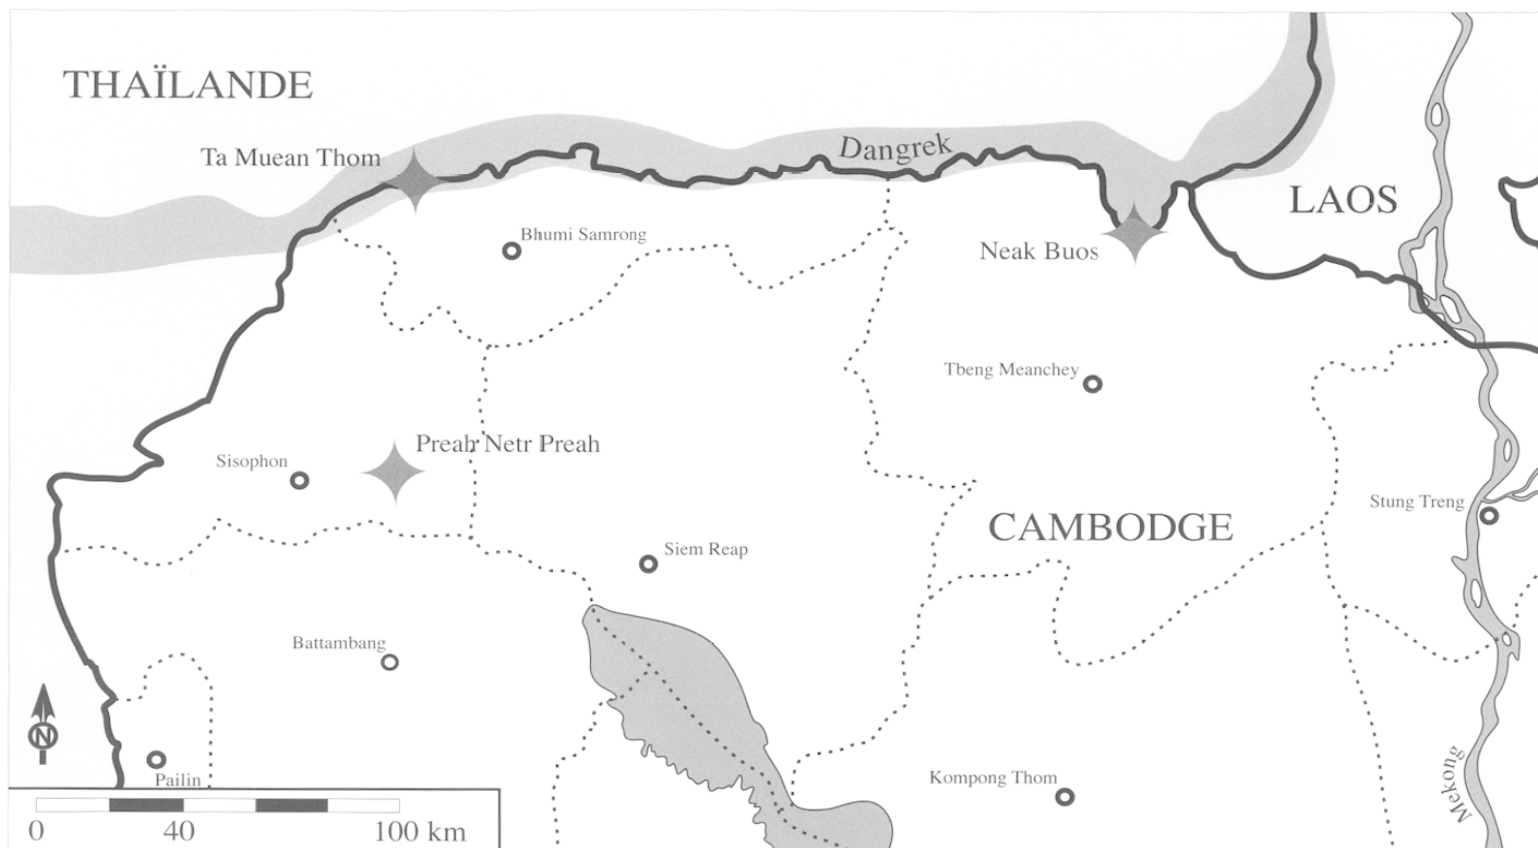 THAÏLANDE
Ta Muean Thom
Dangrek
LAOS
Bhumi Samrong
Neak Buos
Tbeng Meanchey
Preah Netr Preah
Sisophon
Stung Treng
CAMBODGE
Siem Reap
Battambang
N
Pailin
Kompong Thom
Mekong
0 40 100 km